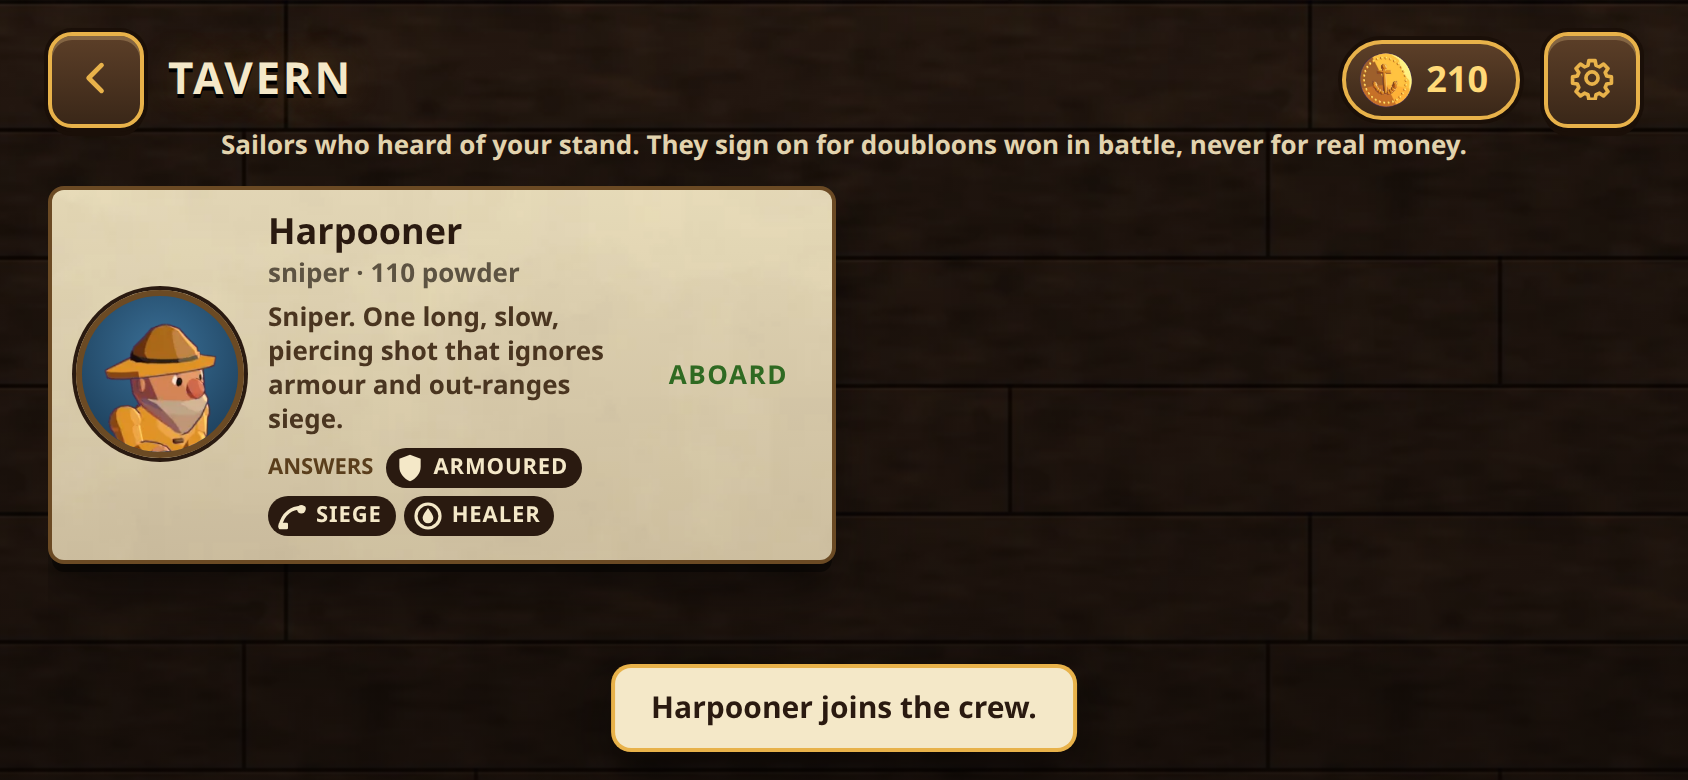 TAVERN
210
Sailors who heard of your stand. They sign on for doubloons won in battle, never for real money.
Harpooner
sniper · 110 powder
Sniper. One long, slow,
piercing shot that ignores
armour and out-ranges
siege.
ABOARD
ANSWERS ARMOURED
SIEGE HEALER
Harpooner joins the crew.